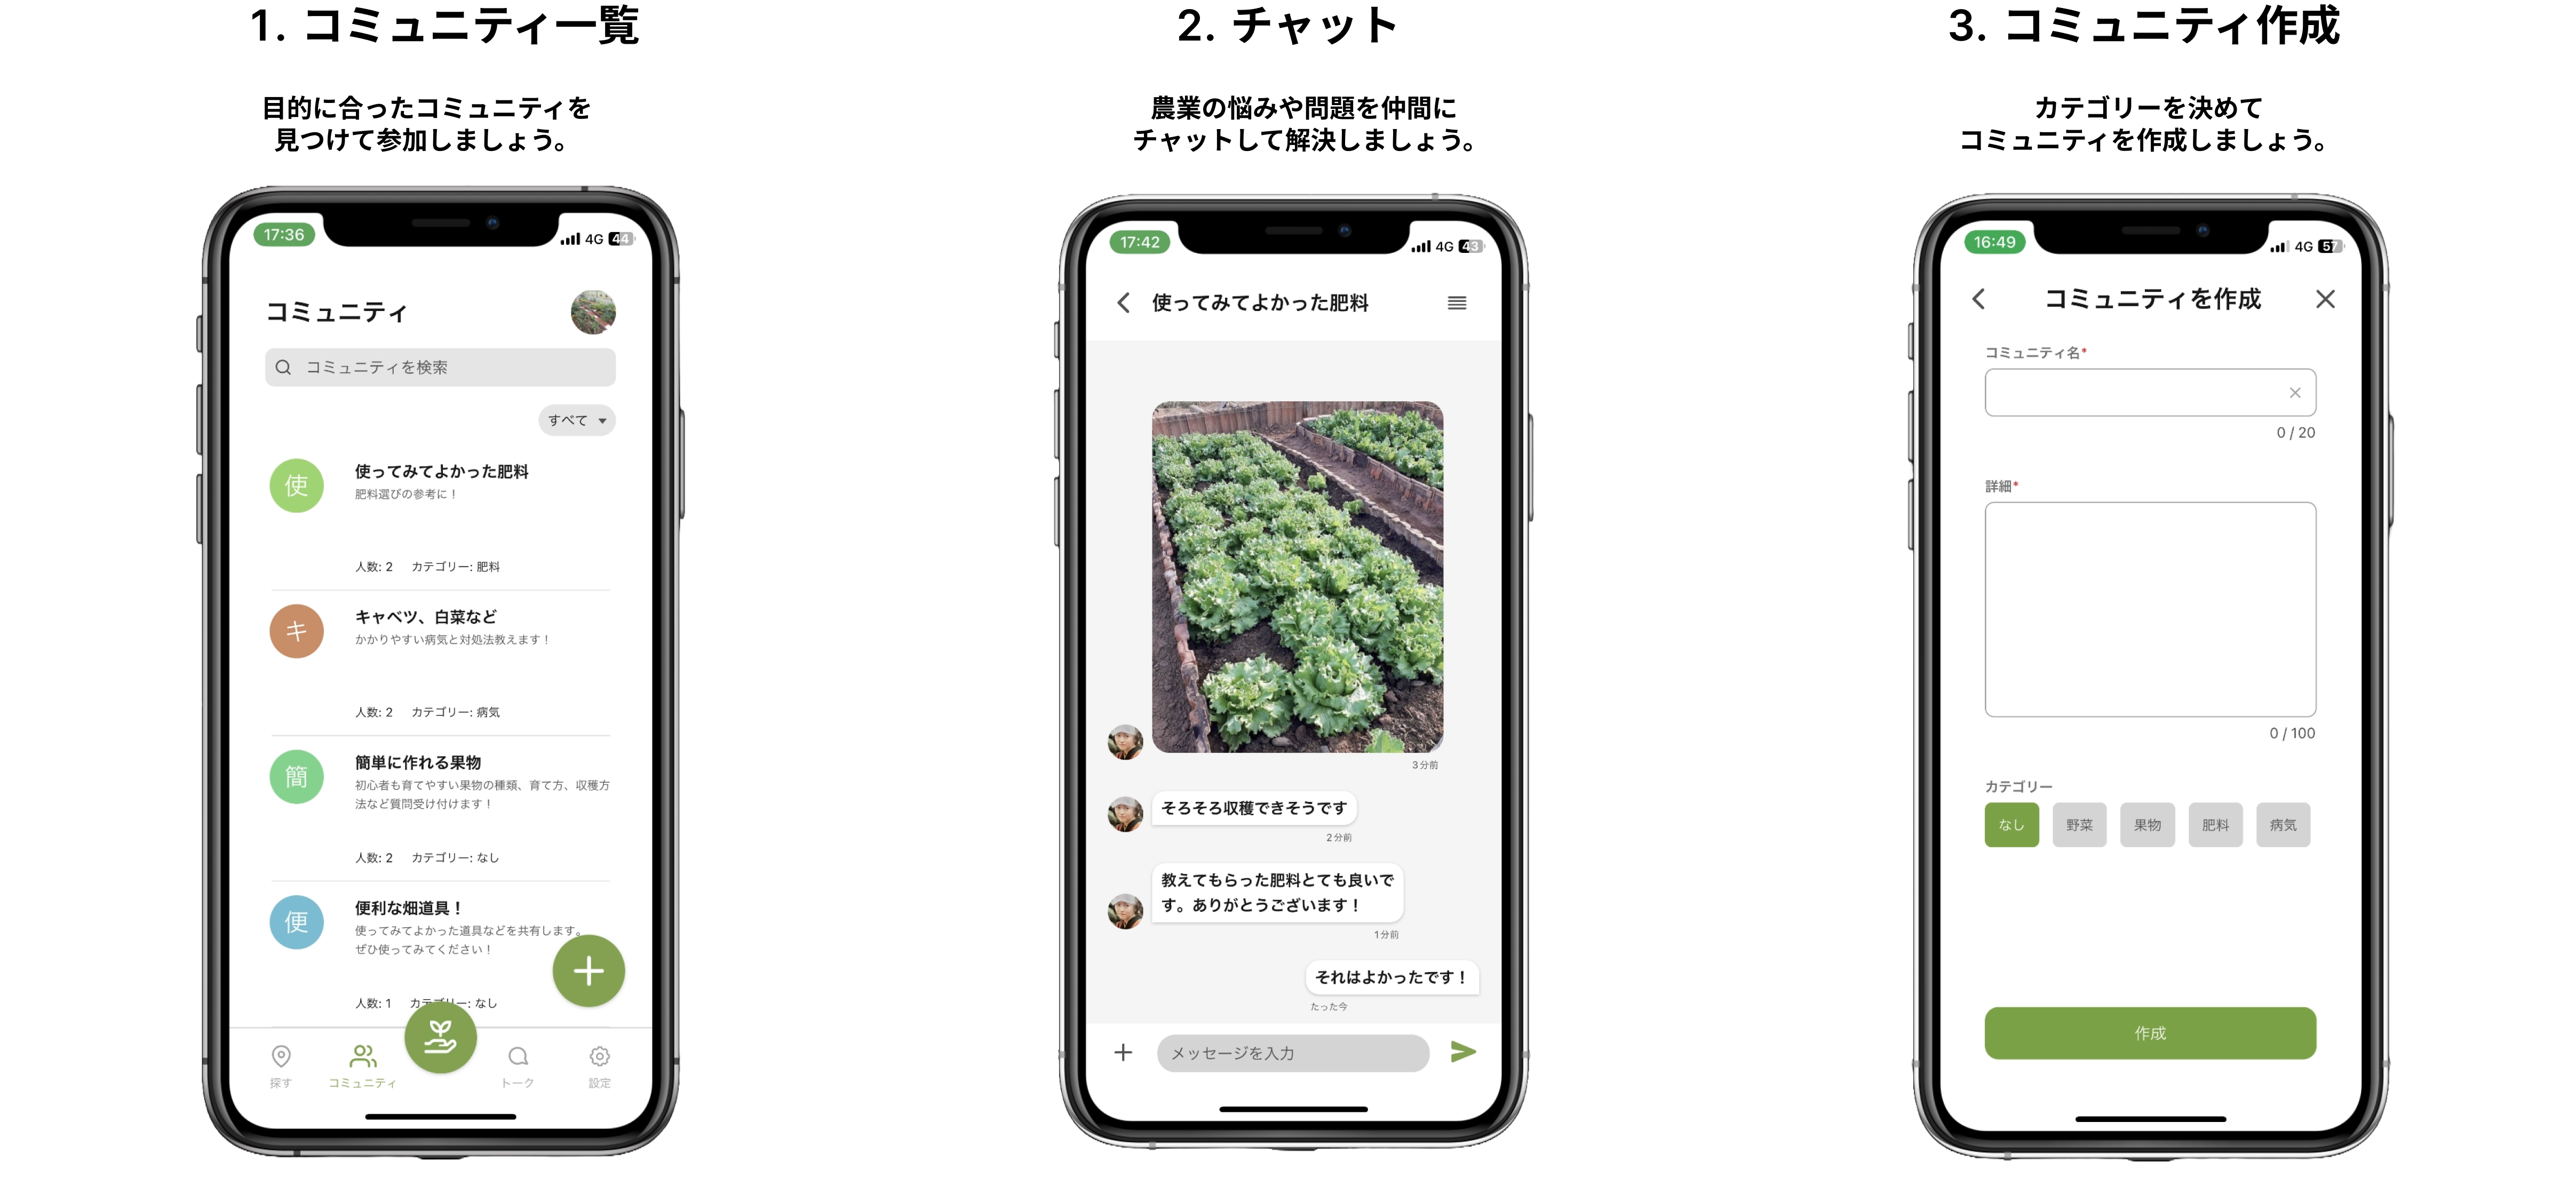 1. コミュニティ一覧
目的に合ったコミュニティを
見つけて参加しましょう。
17:36
4G 44
コミュニティ
コミュニティを検索
すべて
使
使ってみてよかった肥料
肥料選びの参考に！
人数: 2 カテゴリー: 肥料
キ
キャベツ、白菜など
かかりやすい病気と対処法教えます！
人数: 2 カテゴリー: 病気
簡
簡単に作れる果物
初心者も育てやすい果物の種類、育て方、収穫方
法など質問受け付けます！
人数: 2 カテゴリー: なし
便
便利な畑道具！
使ってみてよかった道具などを共有します。
ぜひ使ってみてください！
人数: 1 カテゴリー: なし
探す
コミュニティ
トーク
設定
2. チャット
農業の悩みや問題を仲間に
チャットして解決しましょう。
17:42
4G 43
使ってみてよかった肥料
3分前
そろそろ収穫できそうです
2分前
教えてもらった肥料とても良いで
す。ありがとうございます！
1分前
それはよかったです！
たった今
メッセージを入力
3. コミュニティ作成
カテゴリーを決めて
コミュニティを作成しましょう。
16:49
4G 57
コミュニティを作成
コミュニティ名*
0 / 20
詳細*
0 / 100
カテゴリー
なし 野菜 果物 肥料 病気
作成